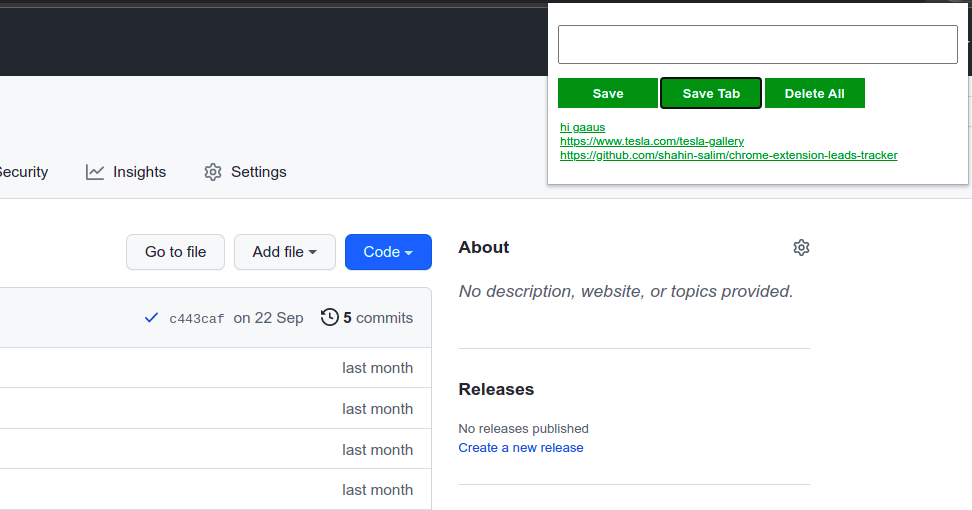 Save Save Tab Delete All
hi gaaus
https://www.tesla.com/tesla-gallery
https://github.com/shahin-salim/chrome-extension-leads-tracker
Security Insights Settings
Go to file Add file Code
About
No description, website, or topics provided.
c443caf on 22 Sep 5 commits
last month
Releases
last month
No releases published
Create a new release
last month
last month